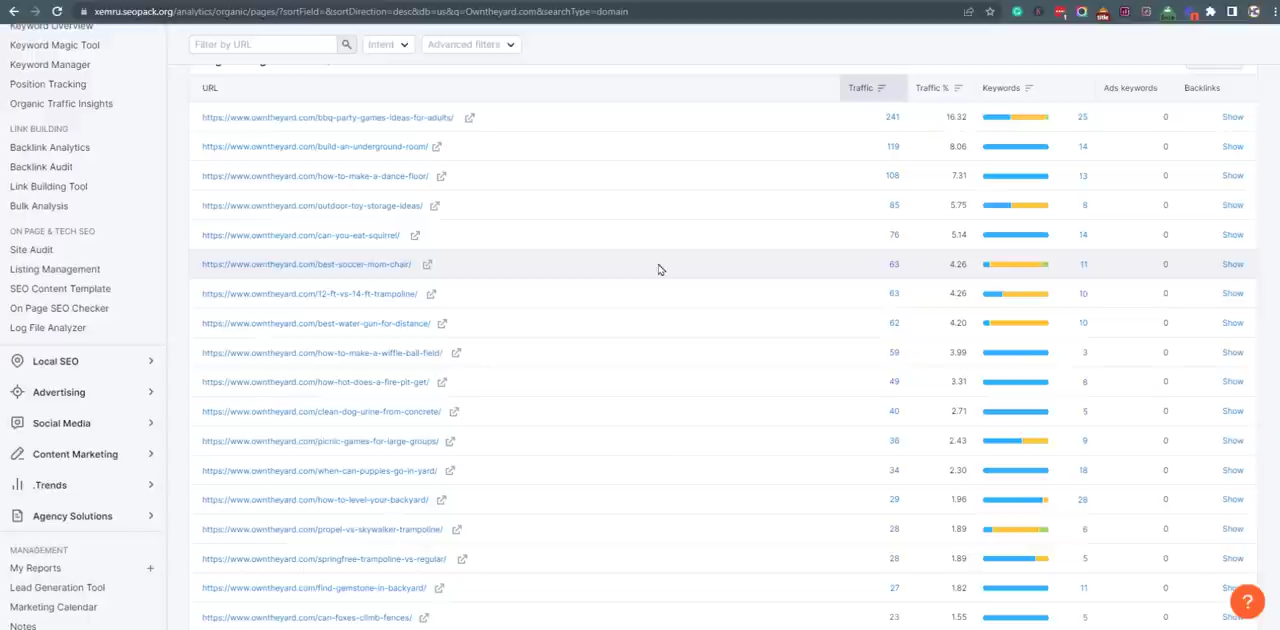 xemru.seopack.org/analytics/organic/pages/?sortField=&sortDirection=desc&db=us&q=Owntheyard.com&searchType=domain
Keyword Overview
Keyword Magic Tool
Keyword Manager
Position Tracking
Organic Traffic Insights
LINK BUILDING
Backlink Analytics
Backlink Audit
Link Building Tool
Bulk Analysis
ON PAGE & TECH SEO
Site Audit
Listing Management
SEO Content Template
On Page SEO Checker
Log File Analyzer
Local SEO
Advertising
Social Media
Content Marketing
.Trends
Agency Solutions
MANAGEMENT
My Reports +
Lead Generation Tool
Marketing Calendar
Notes
Filter by URL Intent Advanced filters
URL Traffic Traffic % Keywords Ads keywords Backlinks
https://www.owntheyard.com/bbq-party-games-ideas-for-adults/ 241 16.32 25 0 Show
https://www.owntheyard.com/build-an-underground-room/ 119 8.06 14 0 Show
https://www.owntheyard.com/how-to-make-a-dance-floor/ 108 7.31 13 0 Show
https://www.owntheyard.com/outdoor-toy-storage-ideas/ 85 5.75 8 0 Show
https://www.owntheyard.com/can-you-eat-squirrel/ 76 5.14 14 0 Show
https://www.owntheyard.com/best-soccer-mom-chair/ 63 4.26 11 0 Show
https://www.owntheyard.com/12-ft-vs-14-ft-trampoline/ 63 4.26 10 0 Show
https://www.owntheyard.com/best-water-gun-for-distance/ 62 4.20 10 0 Show
https://www.owntheyard.com/how-to-make-a-wiffle-ball-field/ 59 3.99 3 0 Show
https://www.owntheyard.com/how-hot-does-a-fire-pit-get/ 49 3.31 6 0 Show
https://www.owntheyard.com/clean-dog-urine-from-concrete/ 40 2.71 5 0 Show
https://www.owntheyard.com/picnic-games-for-large-groups/ 36 2.43 9 0 Show
https://www.owntheyard.com/when-can-puppies-go-in-yard/ 34 2.30 18 0 Show
https://www.owntheyard.com/how-to-level-your-backyard/ 29 1.96 28 0 Show
https://www.owntheyard.com/propel-vs-skywalker-trampoline/ 28 1.89 6 0 Show
https://www.owntheyard.com/springfree-trampoline-vs-regular/ 28 1.89 5 0 Show
https://www.owntheyard.com/find-gemstone-in-backyard/ 27 1.82 11 0 Show
https://www.owntheyard.com/can-foxes-climb-fences/ 23 1.55 5 0 Show
?